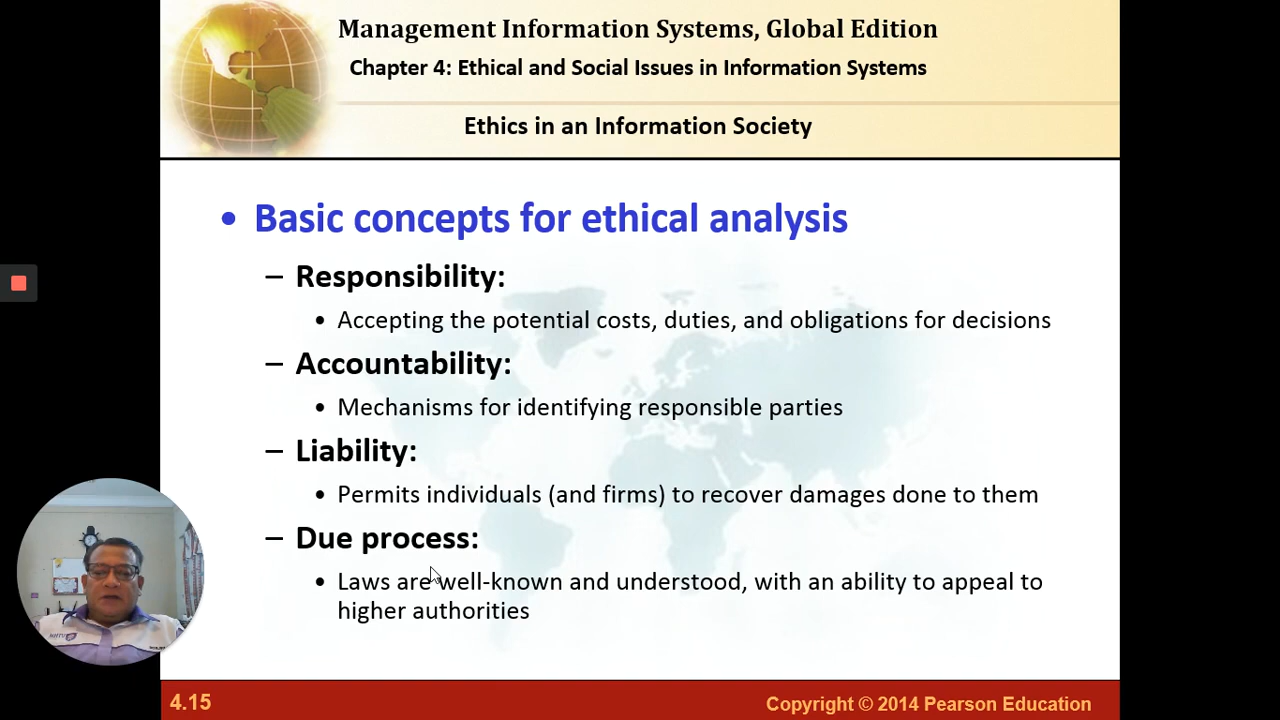 Management Information Systems, Global Edition
Chapter 4: Ethical and Social Issues in Information Systems
Ethics in an Information Society
• Basic concepts for ethical analysis
– Responsibility:
• Accepting the potential costs, duties, and obligations for decisions
– Accountability:
• Mechanisms for identifying responsible parties
– Liability:
• Permits individuals (and firms) to recover damages done to them
– Due process:
• Laws are well-known and understood, with an ability to appeal to
higher authorities
4.15
Copyright © 2014 Pearson Education